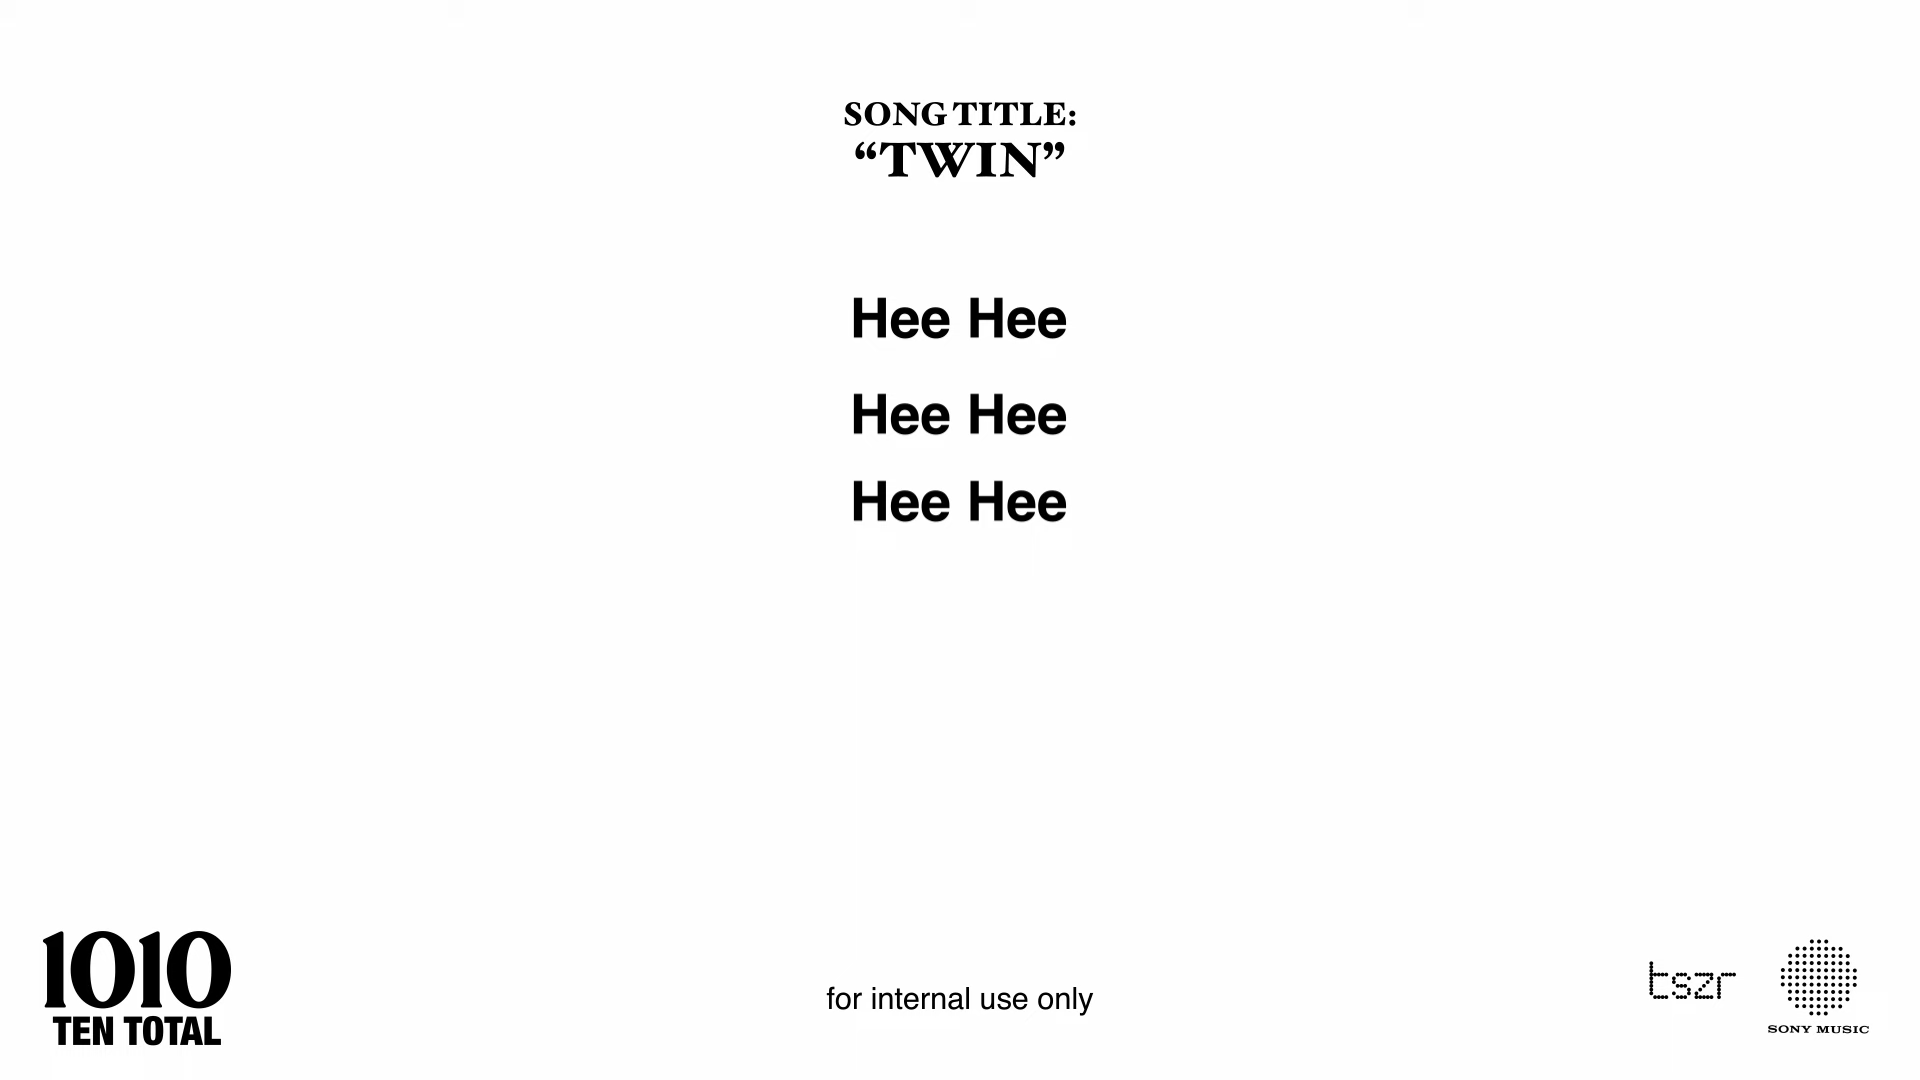 SONG TITLE:
“TWIN”
Hee Hee
Hee Hee
Hee Hee
1010
TEN TOTAL
for internal use only
tszr
SONY MUSIC